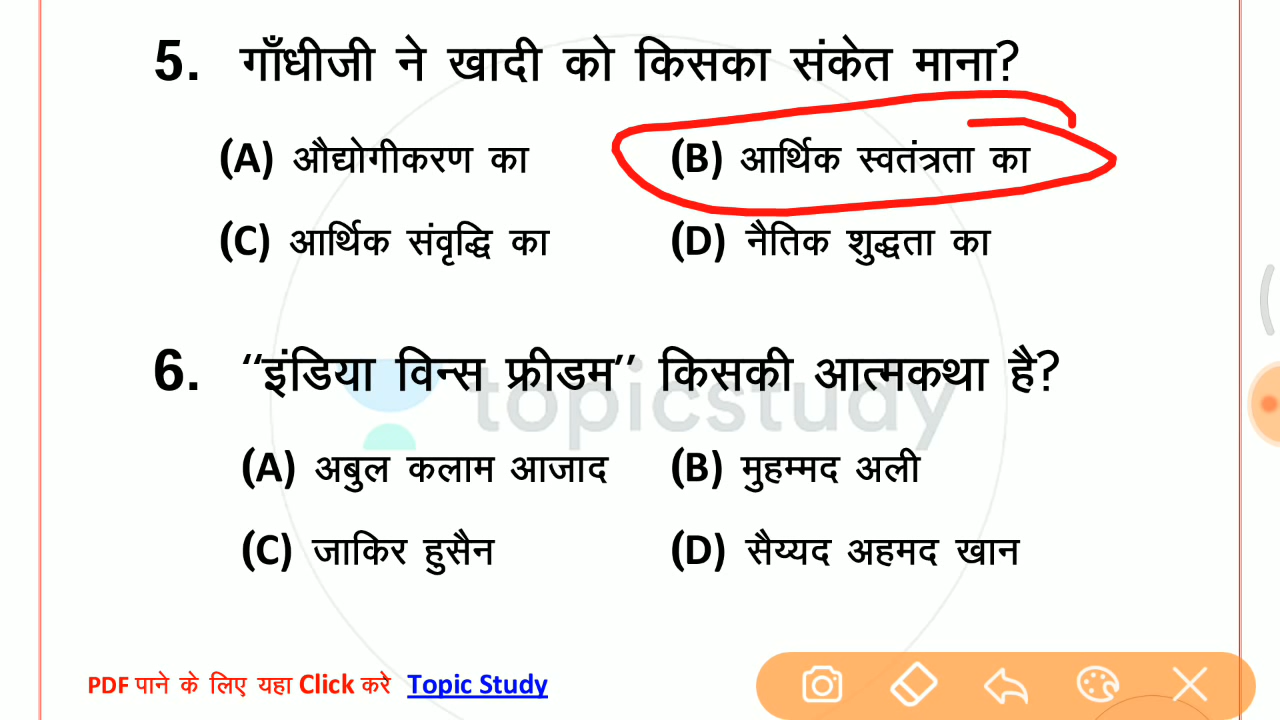 5. गाँधीजी ने खादी को किसका संकेत माना?
(A) औद्योगीकरण का (B) आर्थिक स्वतंत्रता का
(C) आर्थिक संवृद्धि का (D) नैतिक शुद्धता का
6. “इंडिया विन्स फ्रीडम” किसकी आत्मकथा है?
topicstudy
(A) अबुल कलाम आजाद (B) मुहम्मद अली
(C) जाकिर हुसैन (D) सैय्यद अहमद खान
PDF पाने के लिए यहा Click करे Topic Study